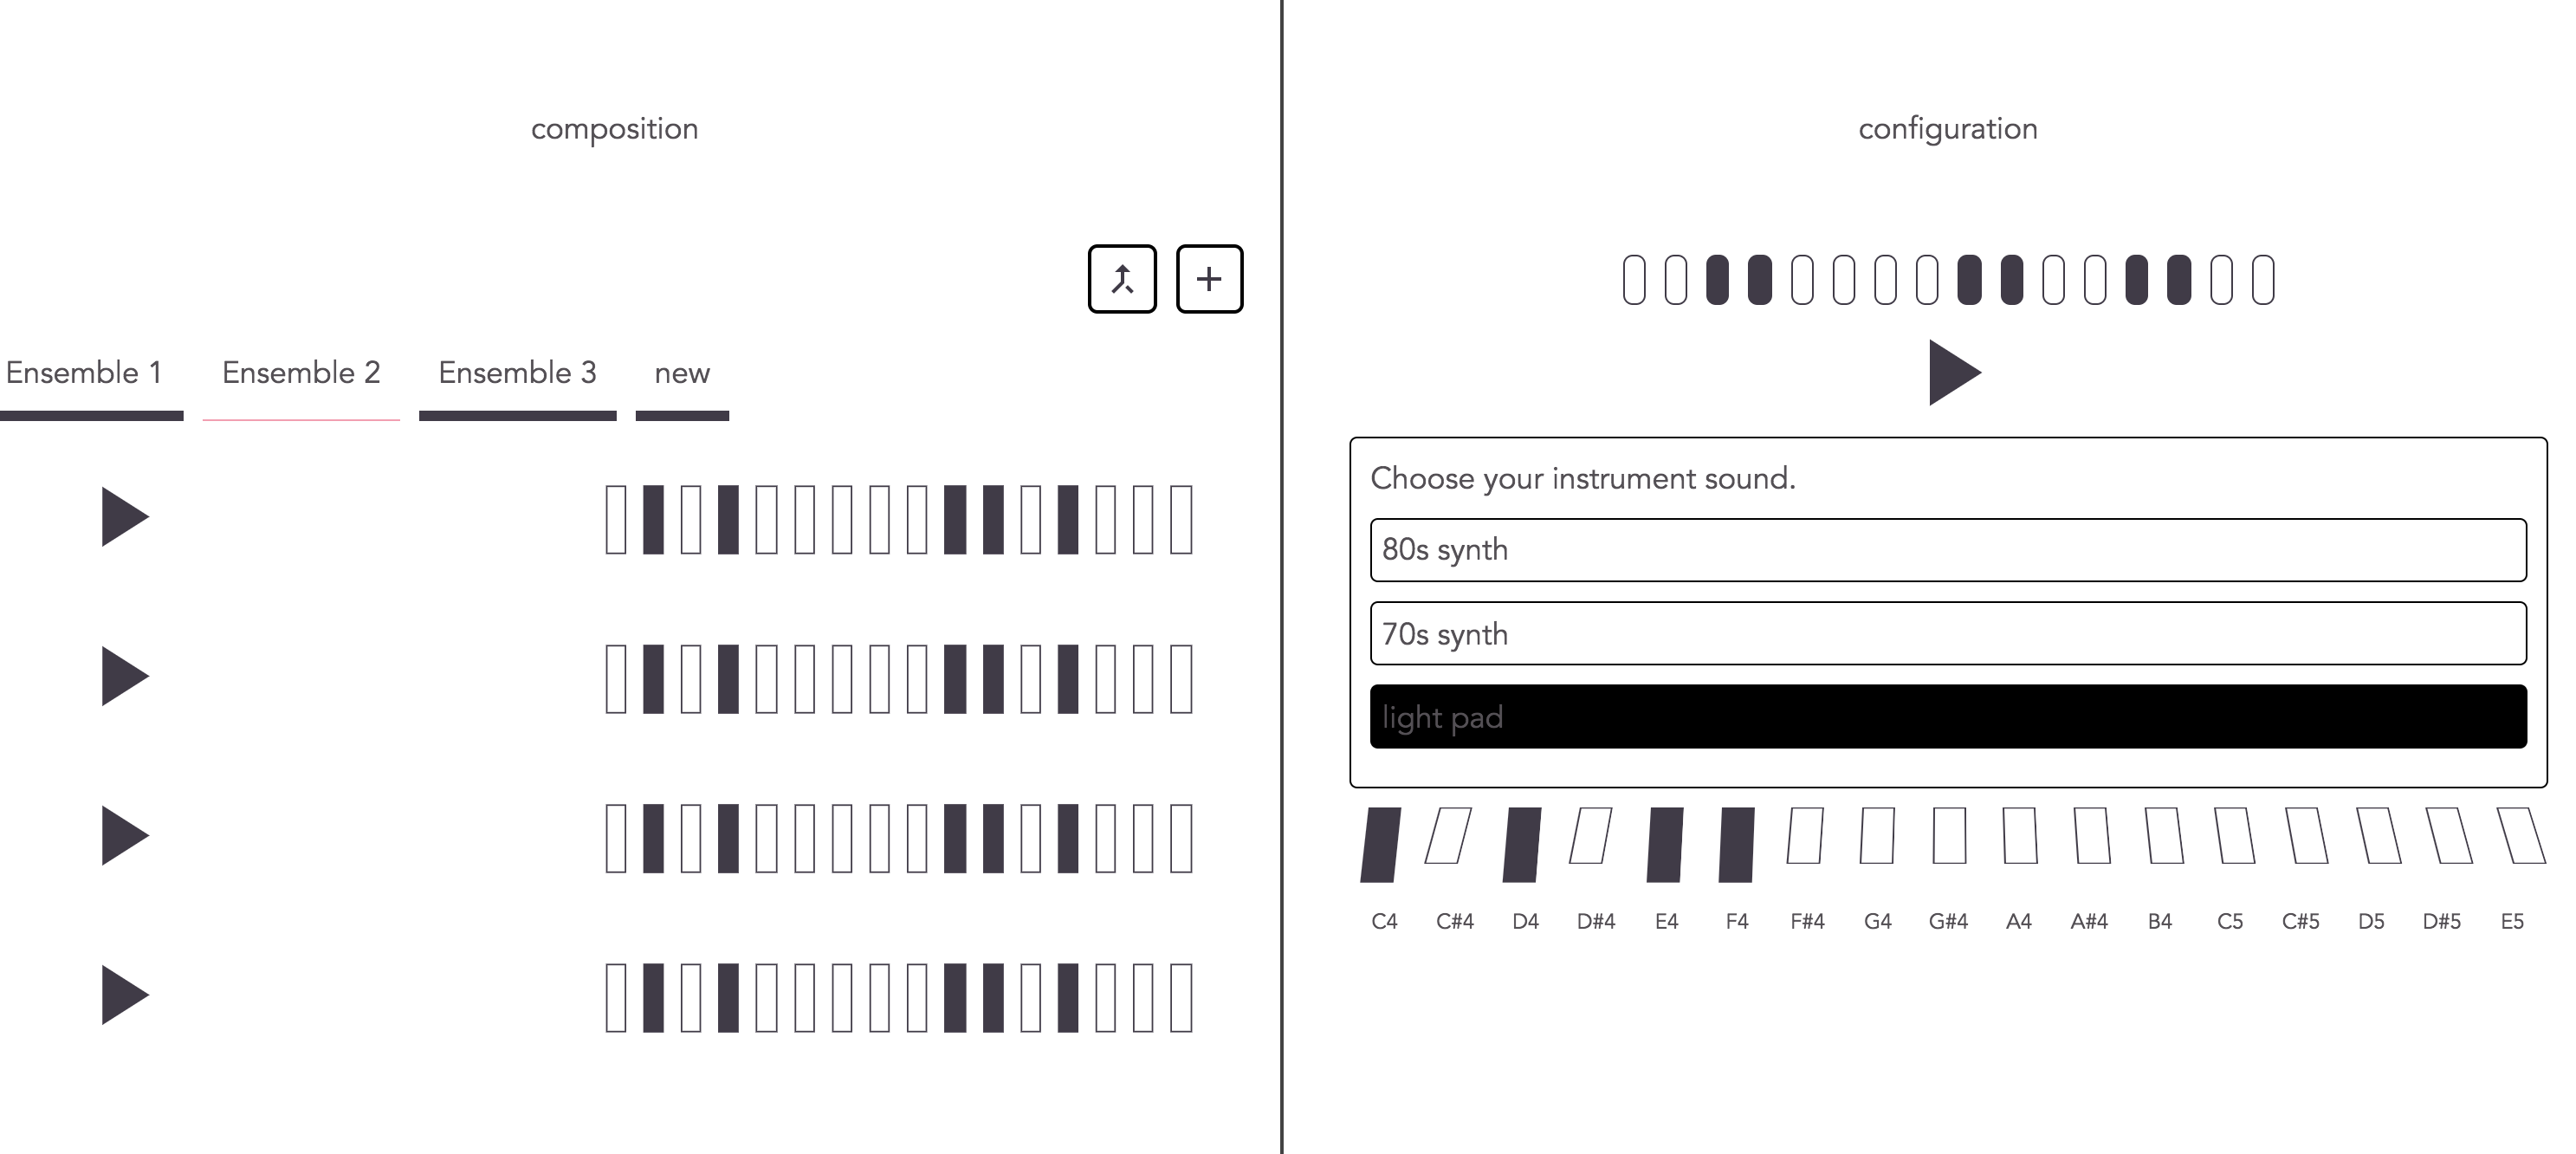 composition
Ensemble 1 Ensemble 2 Ensemble 3 new
configuration
Choose your instrument sound.
80s synth
70s synth
light pad
C4 C#4 D4 D#4 E4 F4 F#4 G4 G#4 A4 A#4 B4 C5 C#5 D5 D#5 E5